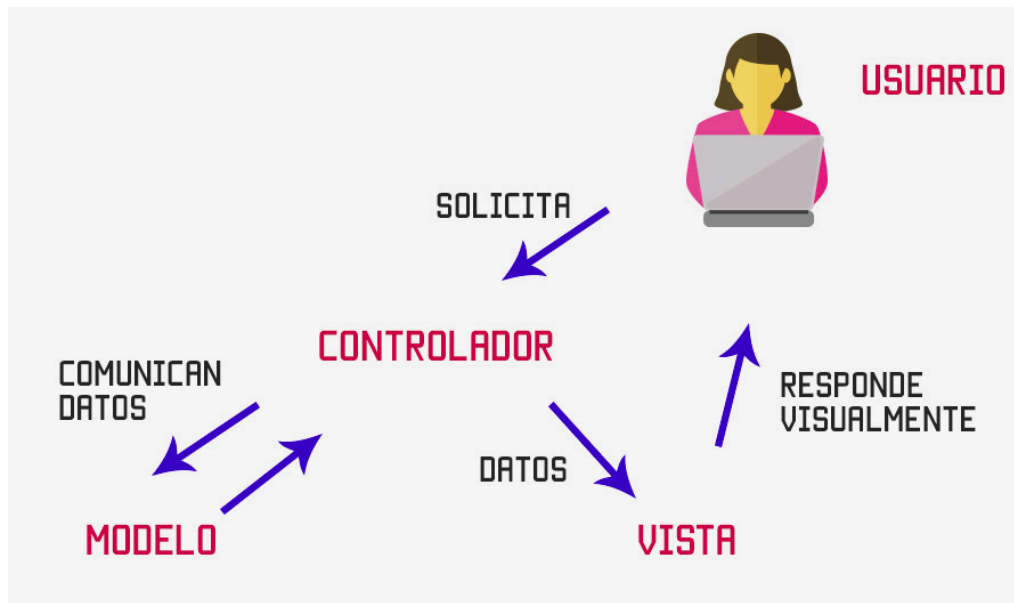 USUARIO
SOLICITA
CONTROLADOR
COMUNICAN
DATOS
RESPONDE
VISUALMENTE
DATOS
MODELO
VISTA